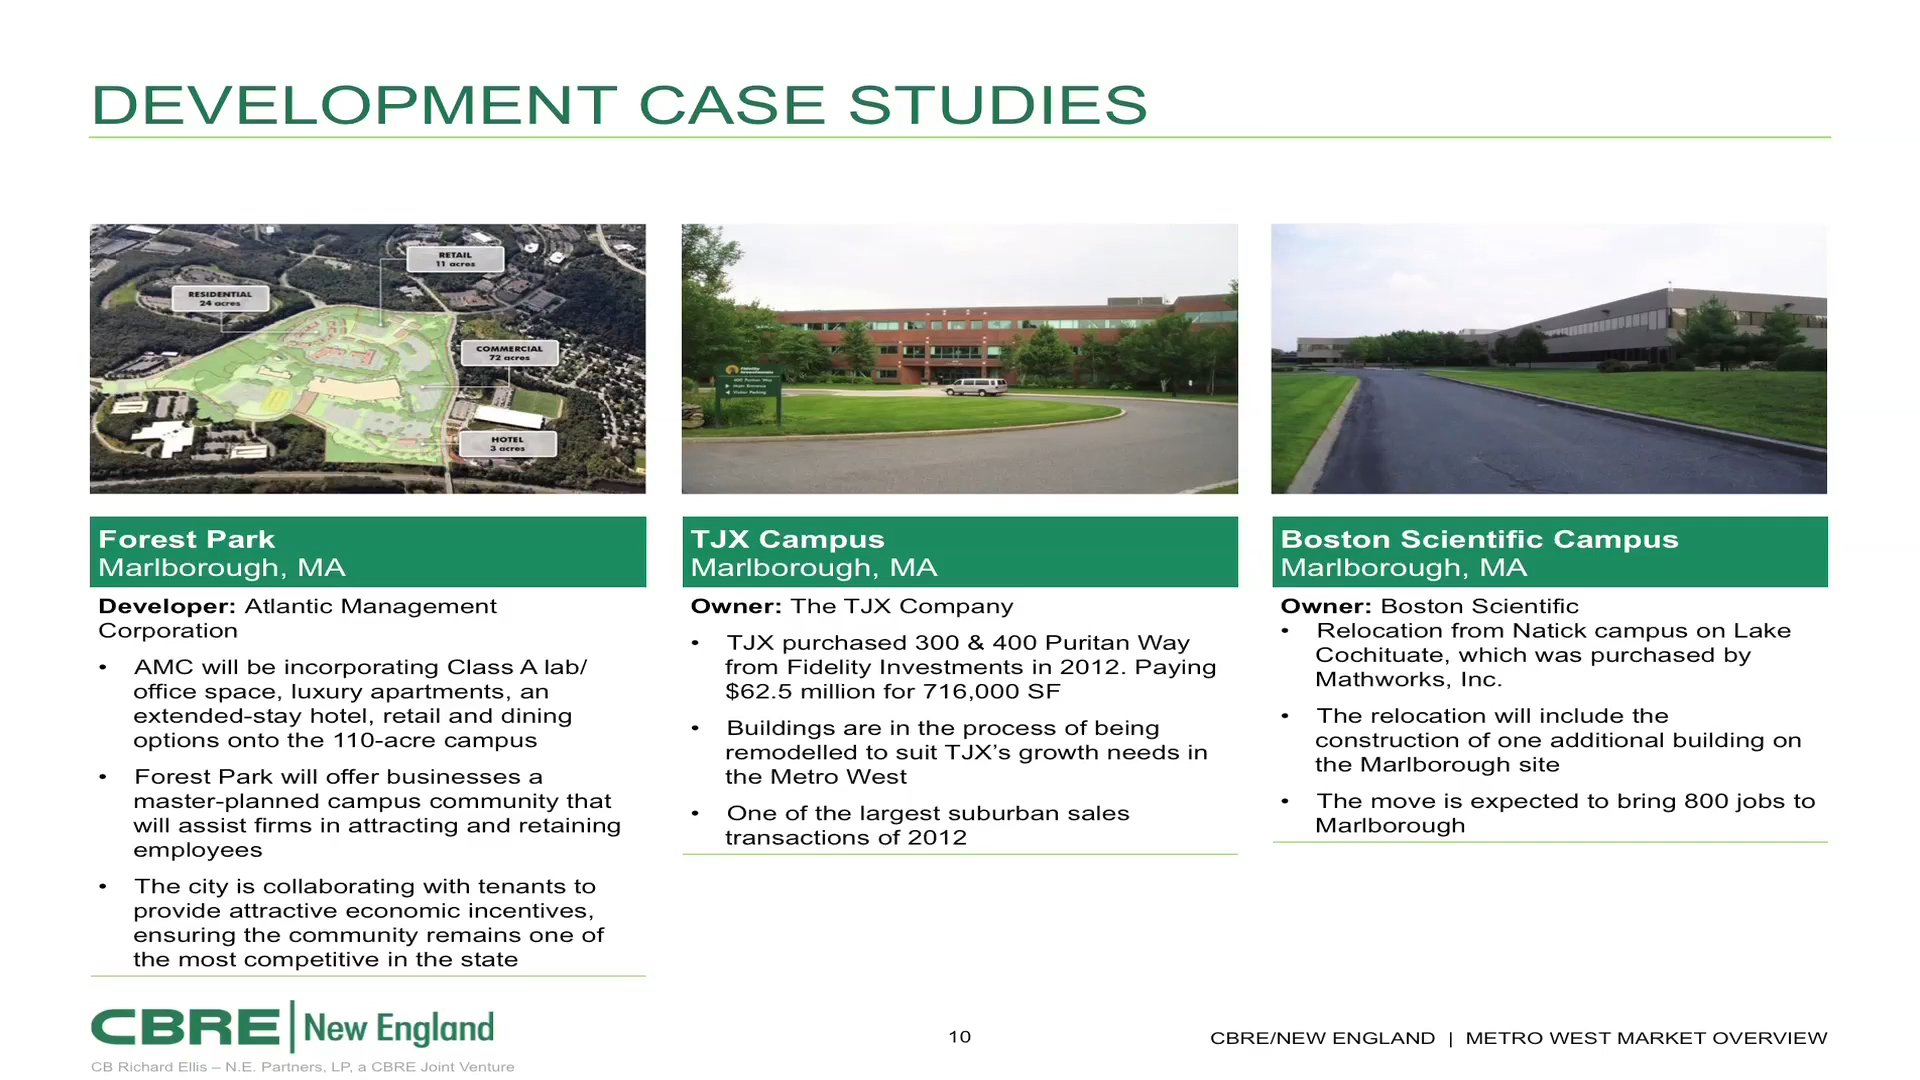 DEVELOPMENT CASE STUDIES
RETAIL
11 acres
RESIDENTIAL
24 acres
COMMERCIAL
72 acres
HOTEL
3 acres
Fidelity
Investments
400 Puritan Way
Main Entrance
Visitor Parking
Forest Park
Marlborough, MA
Developer: Atlantic Management
Corporation
• AMC will be incorporating Class A lab/
office space, luxury apartments, an
extended-stay hotel, retail and dining
options onto the 110-acre campus
• Forest Park will offer businesses a
master-planned campus community that
will assist firms in attracting and retaining
employees
• The city is collaborating with tenants to
provide attractive economic incentives,
ensuring the community remains one of
the most competitive in the state
TJX Campus
Marlborough, MA
Owner: The TJX Company
• TJX purchased 300 & 400 Puritan Way
from Fidelity Investments in 2012. Paying
$62.5 million for 716,000 SF
• Buildings are in the process of being
remodelled to suit TJX’s growth needs in
the Metro West
• One of the largest suburban sales
transactions of 2012
Boston Scientific Campus
Marlborough, MA
Owner: Boston Scientific
• Relocation from Natick campus on Lake
Cochituate, which was purchased by
Mathworks, Inc.
• The relocation will include the
construction of one additional building on
the Marlborough site
• The move is expected to bring 800 jobs to
Marlborough
CBRE | New England
CB Richard Ellis – N.E. Partners, LP, a CBRE Joint Venture
10
CBRE/NEW ENGLAND | METRO WEST MARKET OVERVIEW